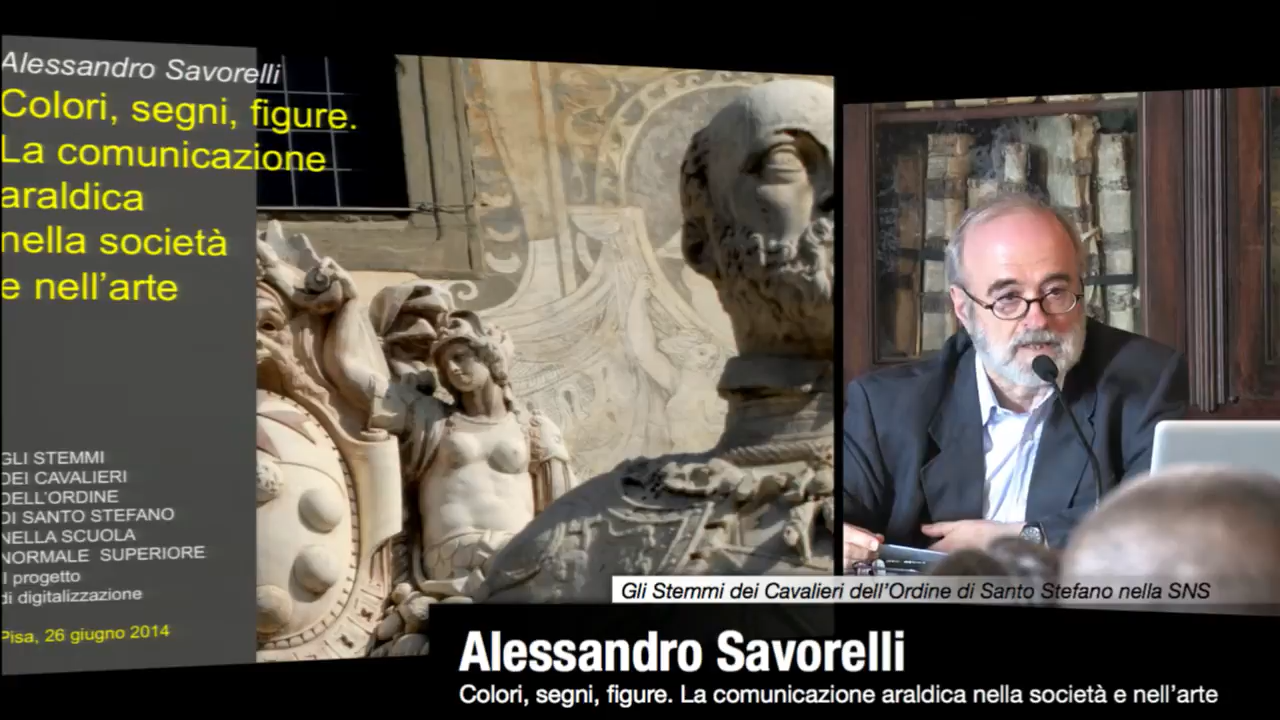 Alessandro Savorelli
Colori, segni, figure.
La comunicazione
araldica
nella società
e nell'arte
GLI STEMMI
DEI CAVALIERI
DELL'ORDINE
DI SANTO STEFANO
NELLA SCUOLA
NORMALE SUPERIORE
Il progetto
di digitalizzazione
Pisa, 26 giugno 2014
Gli Stemmi dei Cavalieri dell'Ordine di Santo Stefano nella SNS
Alessandro Savorelli
Colori, segni, figure. La comunicazione araldica nella società e nell'arte